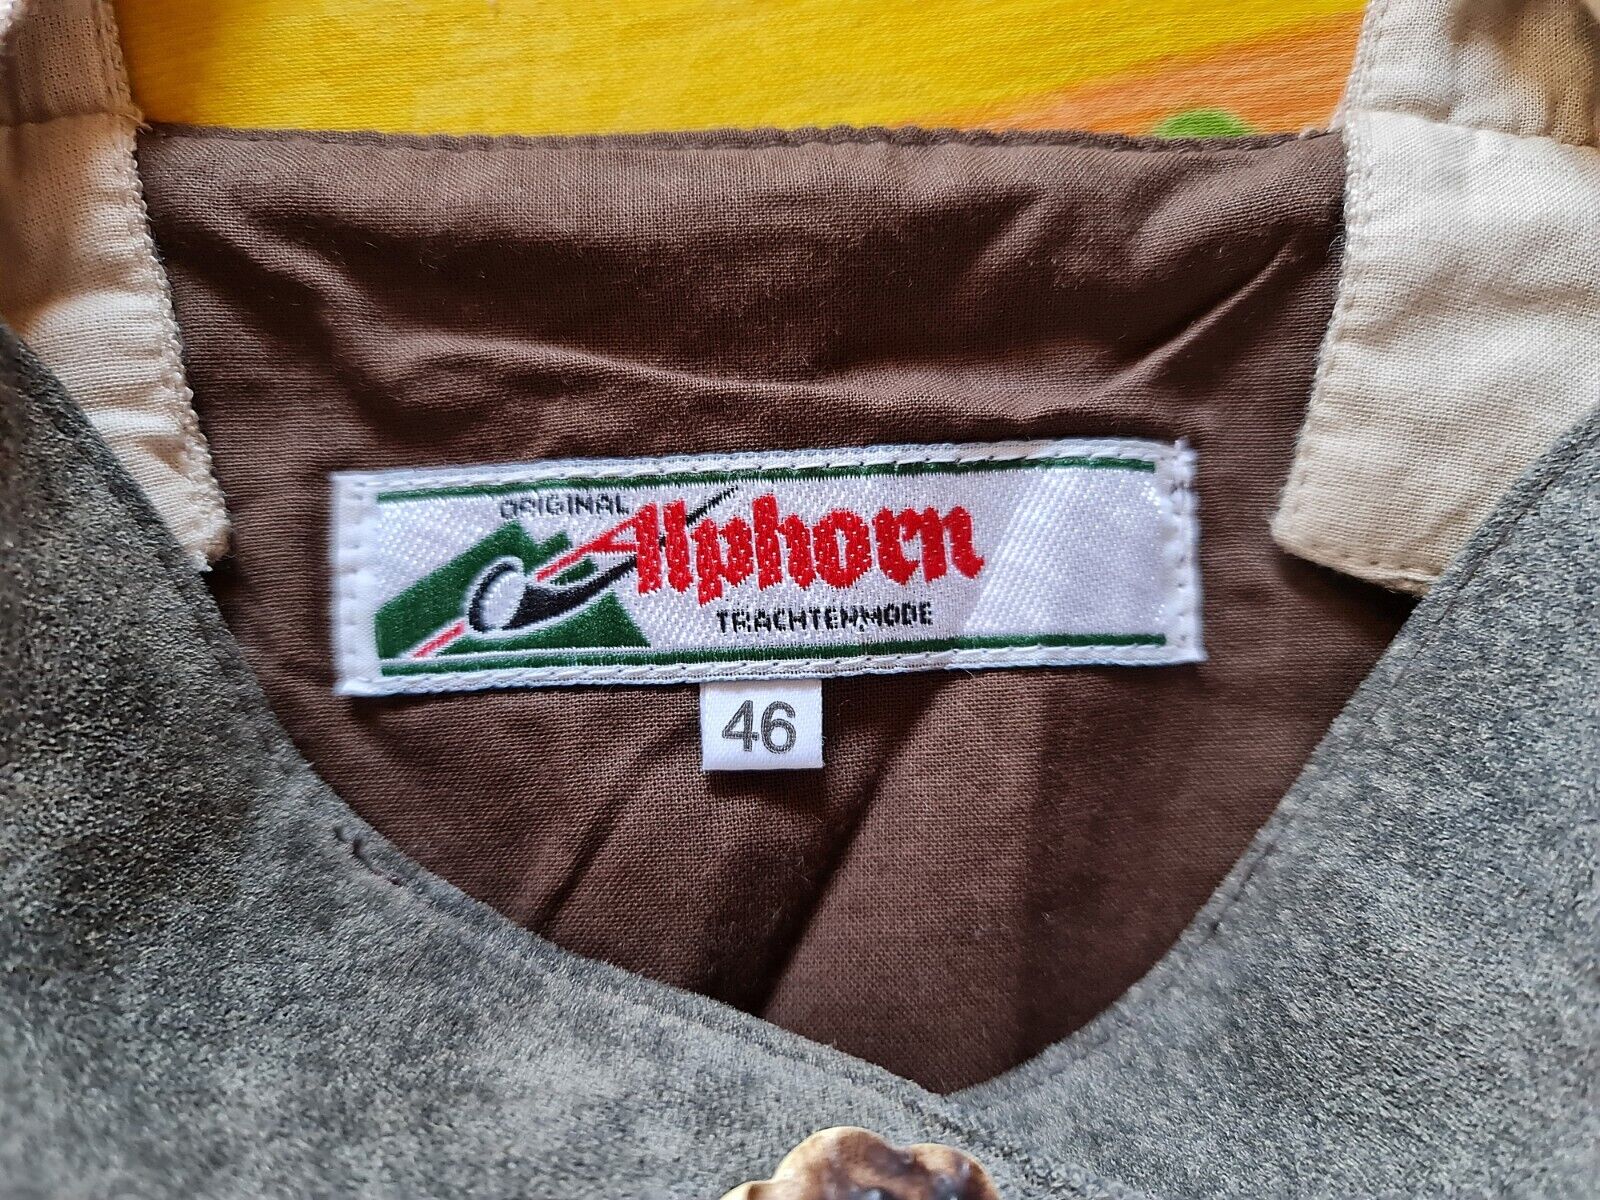 ORIGINAL
Alphorn
TRACHTENMODE
46